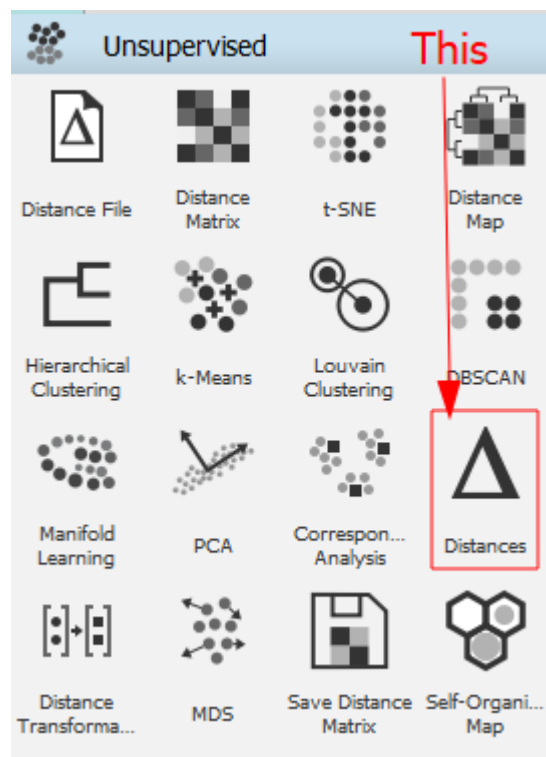 Unsupervised
This
Distance File
Distance
Matrix
t-SNE
Distance
Map
Hierarchical
Clustering
k-Means
Louvain
Clustering
DBSCAN
Manifold
Learning
PCA
Correspon...
Analysis
Distances
Distance
Transforma...
MDS
Save Distance
Matrix
Self-Organi...
Map